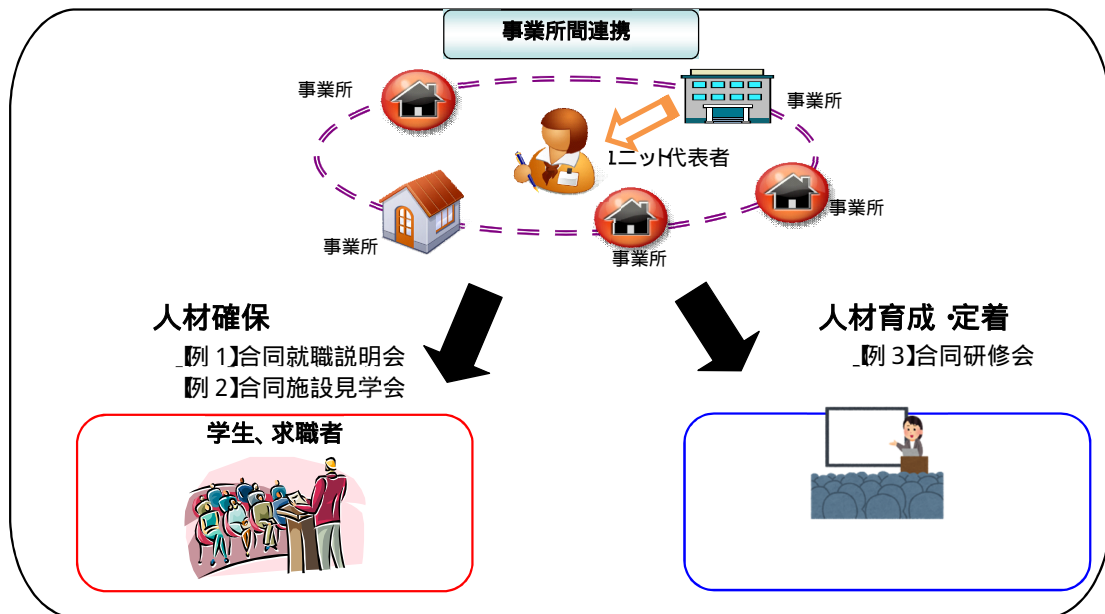 事業所間連携
事業所
事業所
ユニット代表者
事業所
事業所
事業所
人材確保
【例1】合同就職説明会
【例2】合同施設見学会
人材育成・定着
【例3】合同研修会
学生、求職者